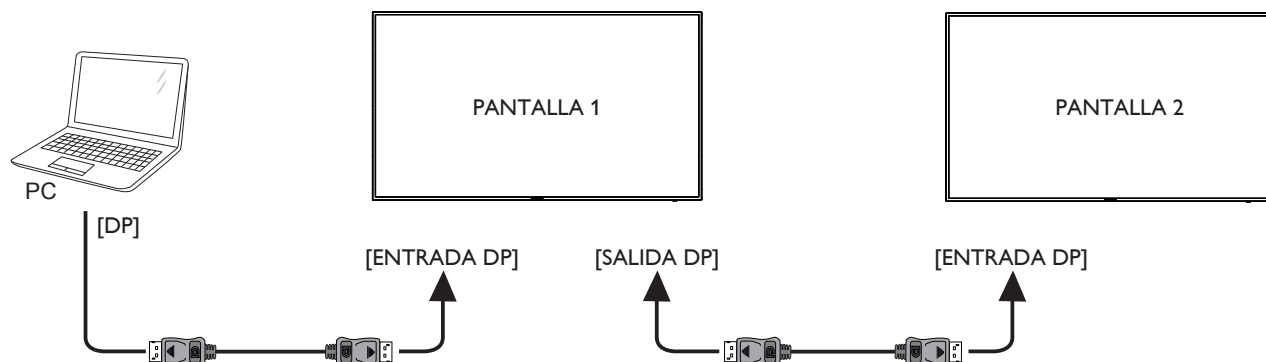 PANTALLA 1
PANTALLA 2
PC
[DP]
[ENTRADA DP]
[SALIDA DP]
[ENTRADA DP]